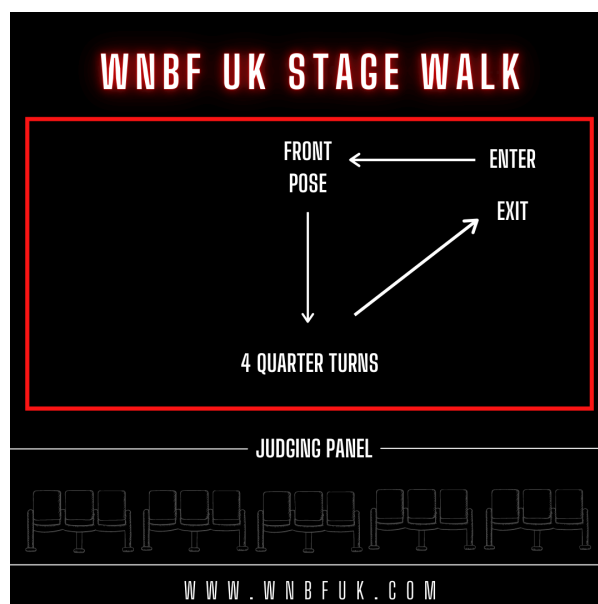 WNBF UK STAGE WALK
FRONT
POSE
ENTER
EXIT
4 QUARTER TURNS
JUDGING PANEL
WWW.WNBFUK.COM